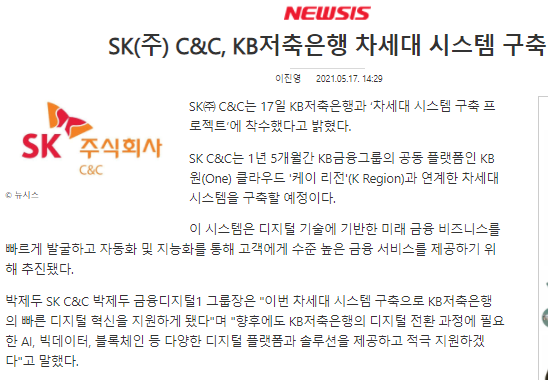 NEWSIS
SK(주) C&C, KB저축은행 차세대 시스템 구축
이진영 2021.05.17. 14:29
SK 주식회사
C&C
© 뉴시스
SK㈜ C&C는 17일 KB저축은행과 '차세대 시스템 구축 프
로젝트'에 착수했다고 밝혔다.
SK C&C는 1년 5개월간 KB금융그룹의 공동 플랫폼인 KB
원(One) 클라우드 '케이 리전'(K Region)과 연계한 차세대
시스템을 구축할 예정이다.
이 시스템은 디지털 기술에 기반한 미래 금융 비즈니스를
빠르게 발굴하고 자동화 및 지능화를 통해 고객에게 수준 높은 금융 서비스를 제공하기 위
해 추진됐다.
박제두 SK C&C 박제두 금융디지털1 그룹장은 "이번 차세대 시스템 구축으로 KB저축은행
의 빠른 디지털 혁신을 지원하게 됐다"며 "향후에도 KB저축은행의 디지털 전환 과정에 필요
한 AI, 빅데이터, 블록체인 등 다양한 디지털 플랫폼과 솔루션을 제공하고 적극 지원하겠
다"고 말했다.